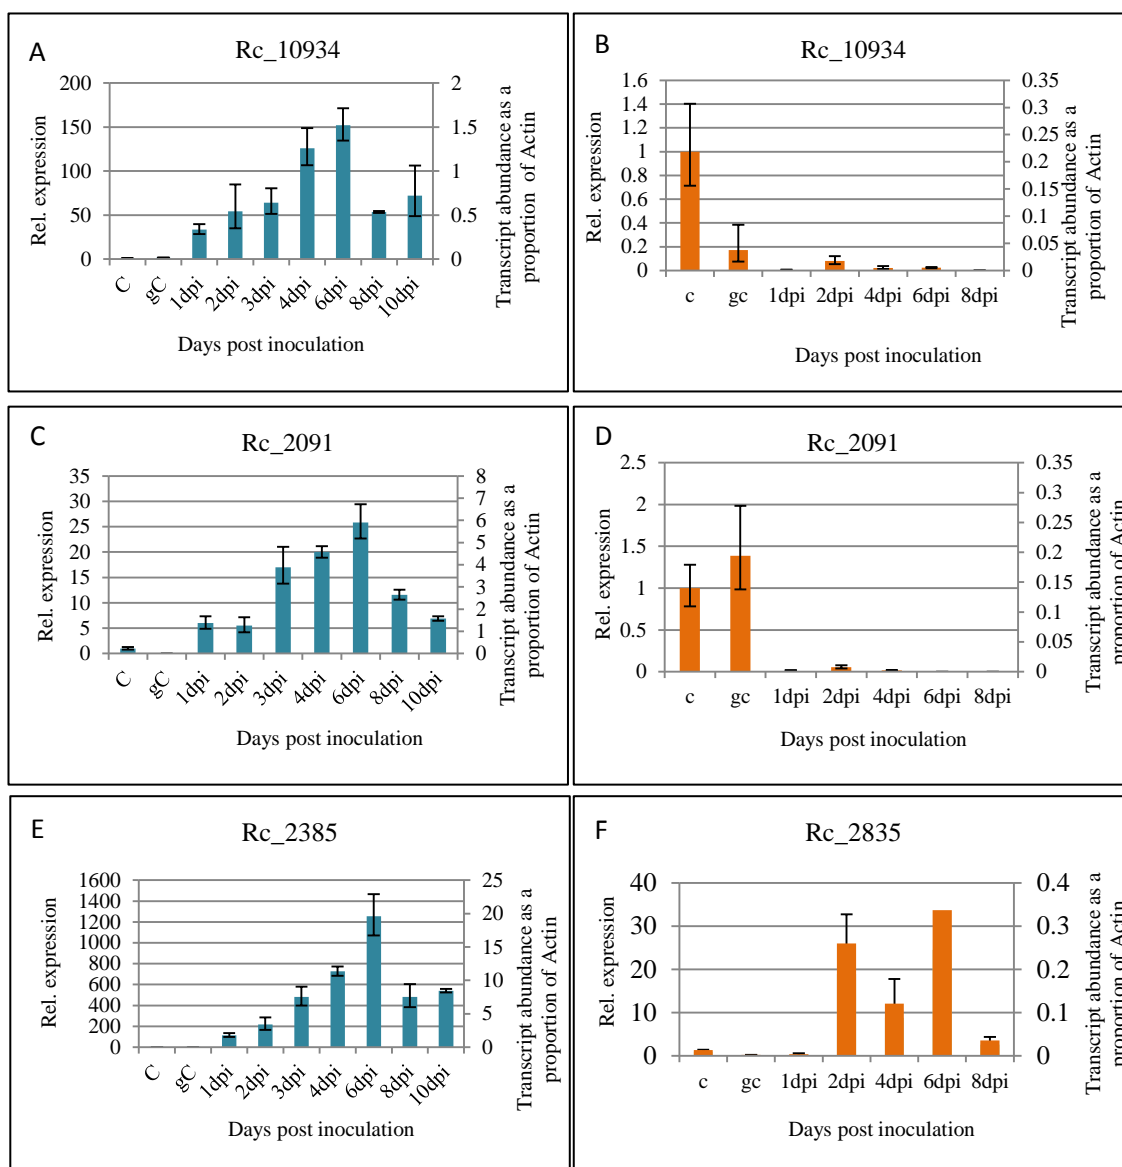 A
Rc_10934
200
150
100
50
0
2
1.5
1
0.5
0
Rel. expression
Transcript abundance as a
proportion of Actin
C gC 1dpi 2dpi 3dpi 4dpi 6dpi 8dpi 10dpi
Days post inoculation
B
Rc_10934
1.6
1.4
1.2
1
0.8
0.6
0.4
0.2
0
0.35
0.3
0.25
0.2
0.15
0.1
0.05
0
Rel. expression
Transcript abundance as a
proportion of Actin
c gc 1dpi 2dpi 4dpi 6dpi 8dpi
Days post inoculation
C
Rc_2091
35
30
25
20
15
10
5
0
8
7
6
5
4
3
2
1
0
Rel. expression
Transcript abundance as a
proportion of Actin
C gC 1dpi 2dpi 3dpi 4dpi 6dpi 8dpi 10dpi
Days post inoculation
D
Rc_2091
2.5
2
1.5
1
0.5
0
0.35
0.3
0.25
0.2
0.15
0.1
0.05
0
Rel. expression
Transcript abundance as a
proportion of Actin
c gc 1dpi 2dpi 4dpi 6dpi 8dpi
Days post inoculation
E
Rc_2385
1600
1400
1200
1000
800
600
400
200
0
25
20
15
10
5
0
Rel. expression
Transcript abundance as a
proportion of Actin
C gC 1dpi 2dpi 3dpi 4dpi 6dpi 8dpi 10dpi
Days post inoculation
F
Rc_2835
40
30
20
10
0
0.4
0.3
0.2
0.1
0
Rel. expression
Transcript abundance as a
proportion of Actin
c gc 1dpi 2dpi 4dpi 6dpi 8dpi
Days post inoculation